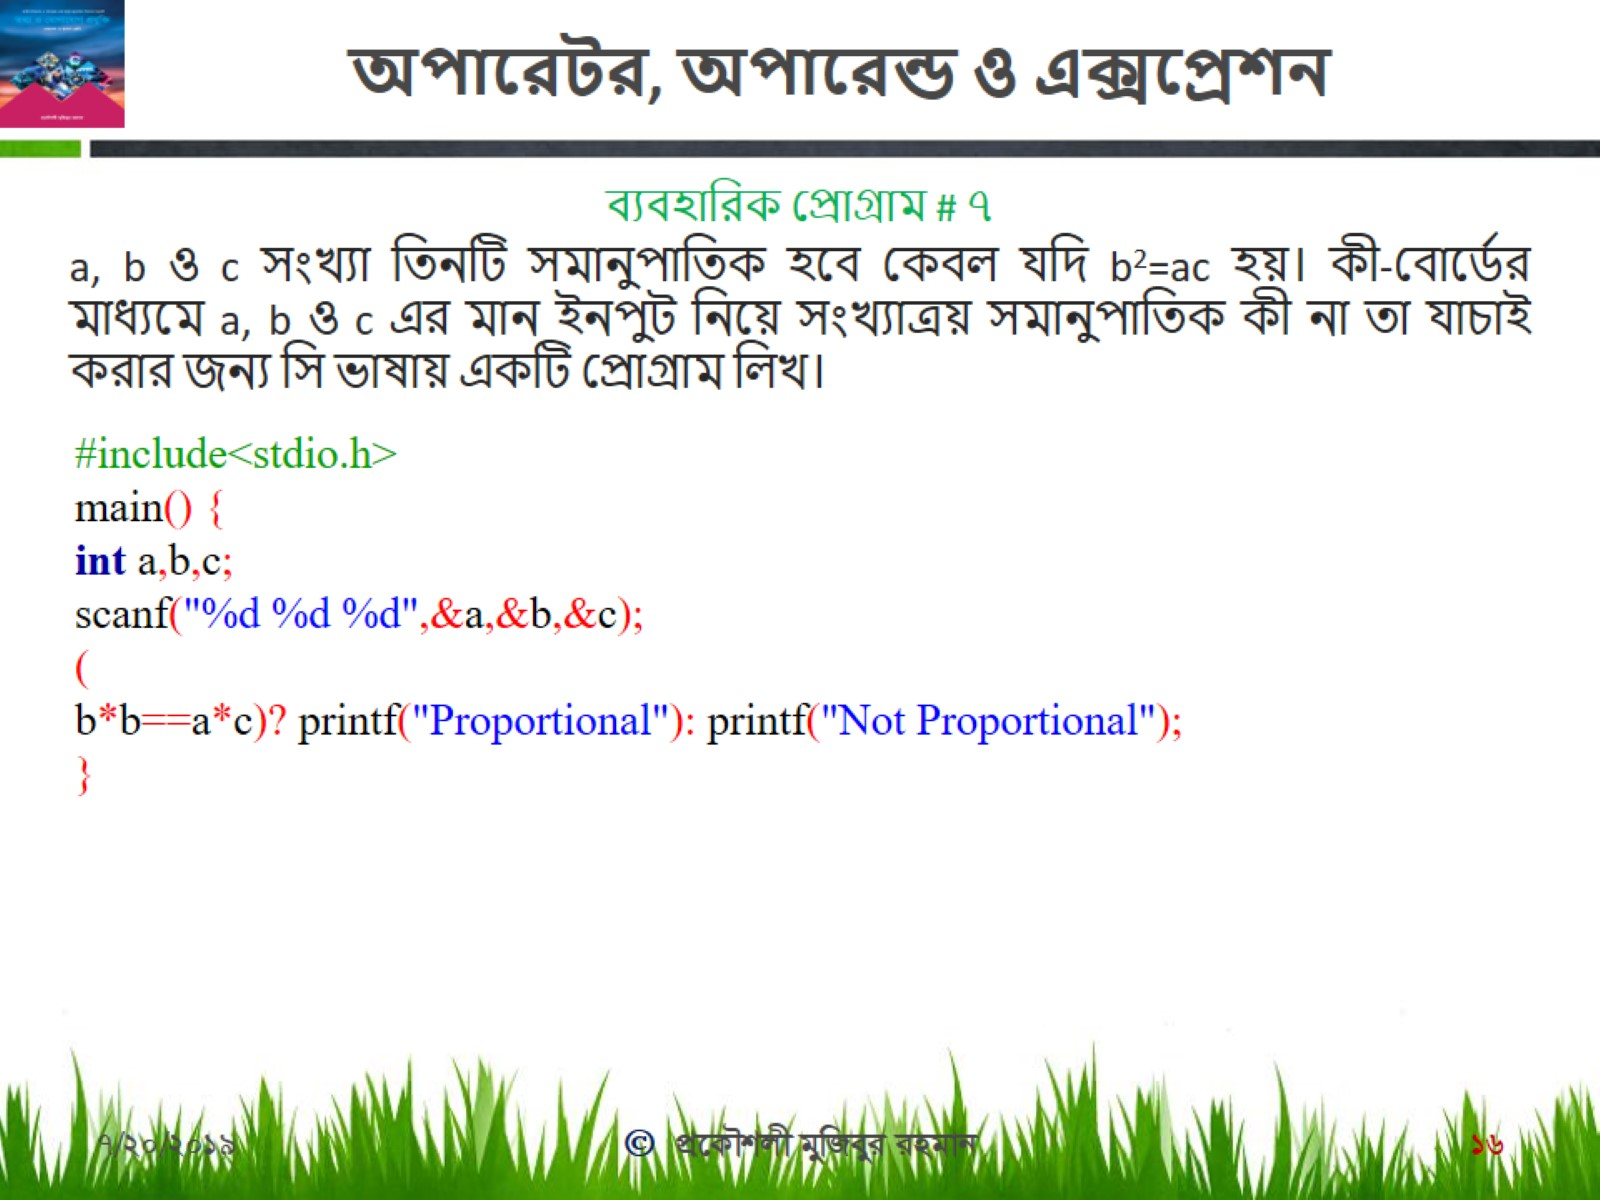 অপারেটর, অপারেন্ড ও এক্সপ্রেশন
ব্যবহারিক প্রোগ্রাম # ৭
a, b ও c সংখ্যা তিনটি সমানুপাতিক হবে কেবল যদি b²=ac হয়। কী-বোর্ডের
মাধ্যমে a, b ও c এর মান ইনপুট নিয়ে সংখ্যাত্রয় সমানুপাতিক কী না তা যাচাই
করার জন্য সি ভাষায় একটি প্রোগ্রাম লিখ।
#include<stdio.h>
main() {
int a,b,c;
scanf("%d %d %d",&a,&b,&c);
(
b*b==a*c)? printf("Proportional"): printf("Not Proportional");
}
৭/২০/২০১৯
© প্রকৌশলী মুজিবুর রহমান
১৬